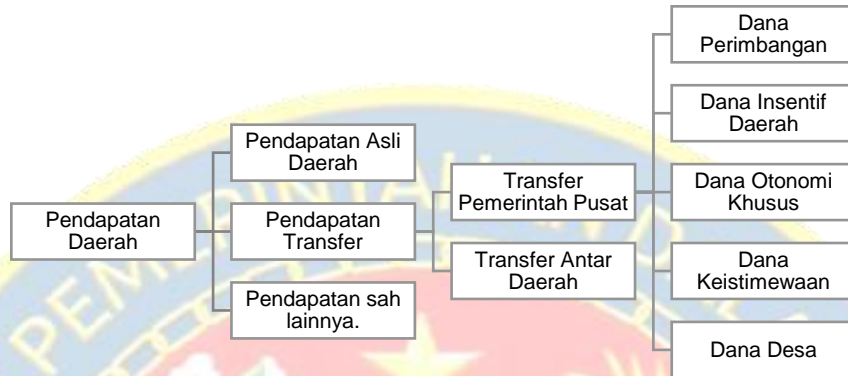 Dana
Perimbangan
Dana Insentif
Daerah
Pendapatan Asli
Daerah
Transfer
Pemerintah Pusat
Dana Otonomi
Khusus
Pendapatan
Daerah
Pendapatan
Transfer
Transfer Antar
Daerah
Dana
Keistimewaan
Pendapatan sah
lainnya.
Dana Desa